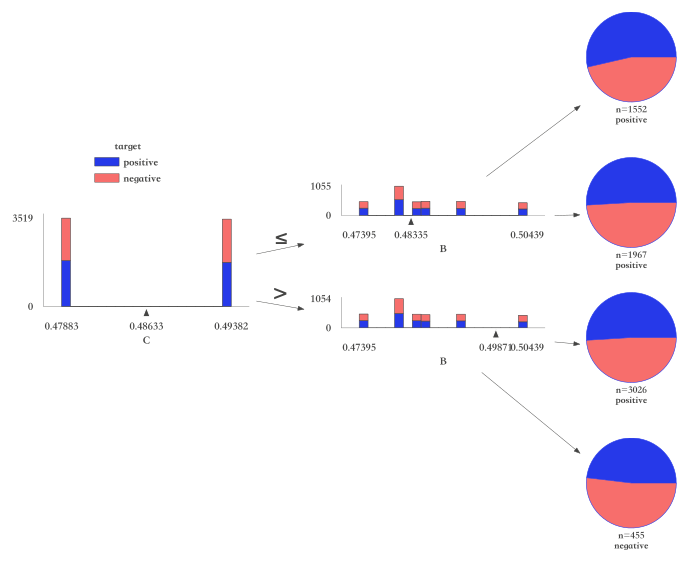 target
positive
negative
3519
0
0.47883
0.48633
0.49382
C
≤
>
1055
0
0.47395
0.48335
0.50439
B
1054
0
0.47395
0.49871
0.50439
B
n=1552
positive
n=1967
positive
n=3026
positive
n=455
negative